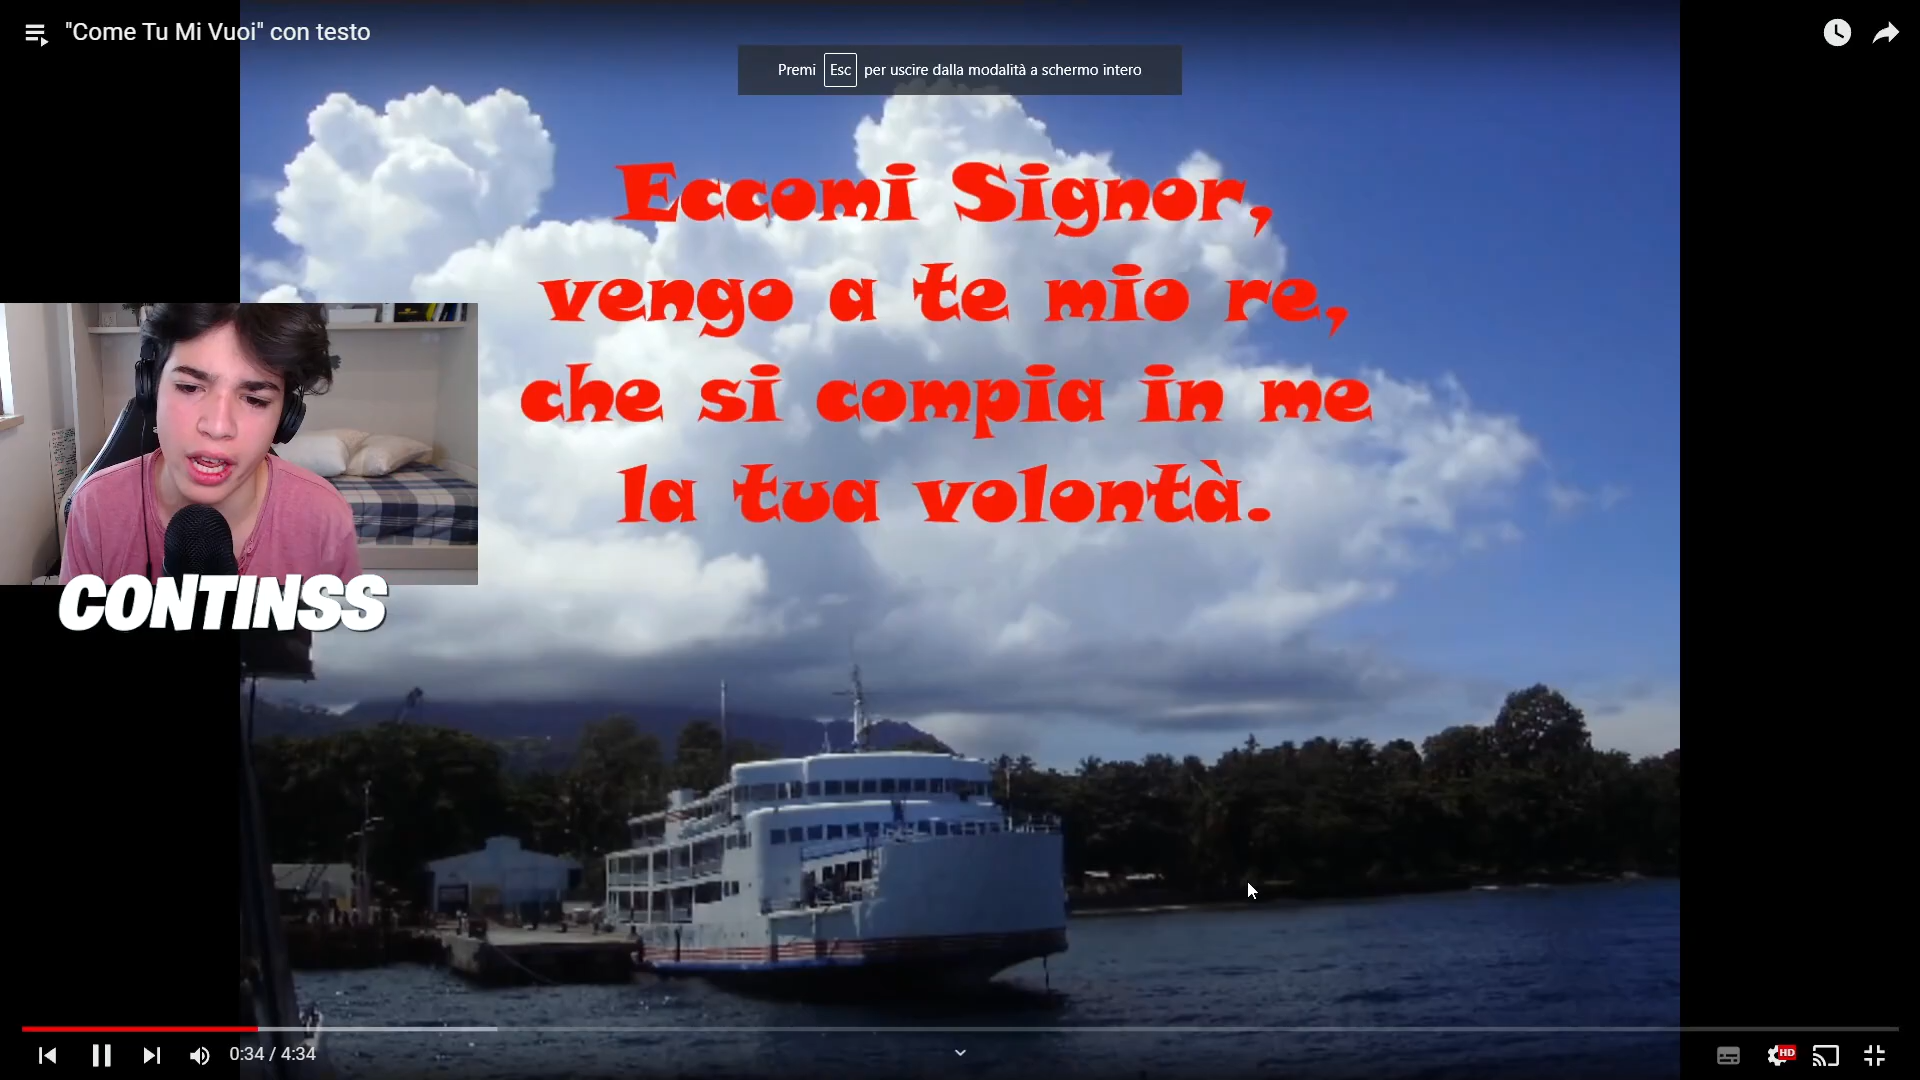 "Come Tu Mi Vuoi" con testo
Premi Esc per uscire dalla modalità a schermo intero
Eccomi Signor,
vengo a te mio re,
che si compia in me
la tua volontà.
CONTINSS
0:34 / 4:34
HD